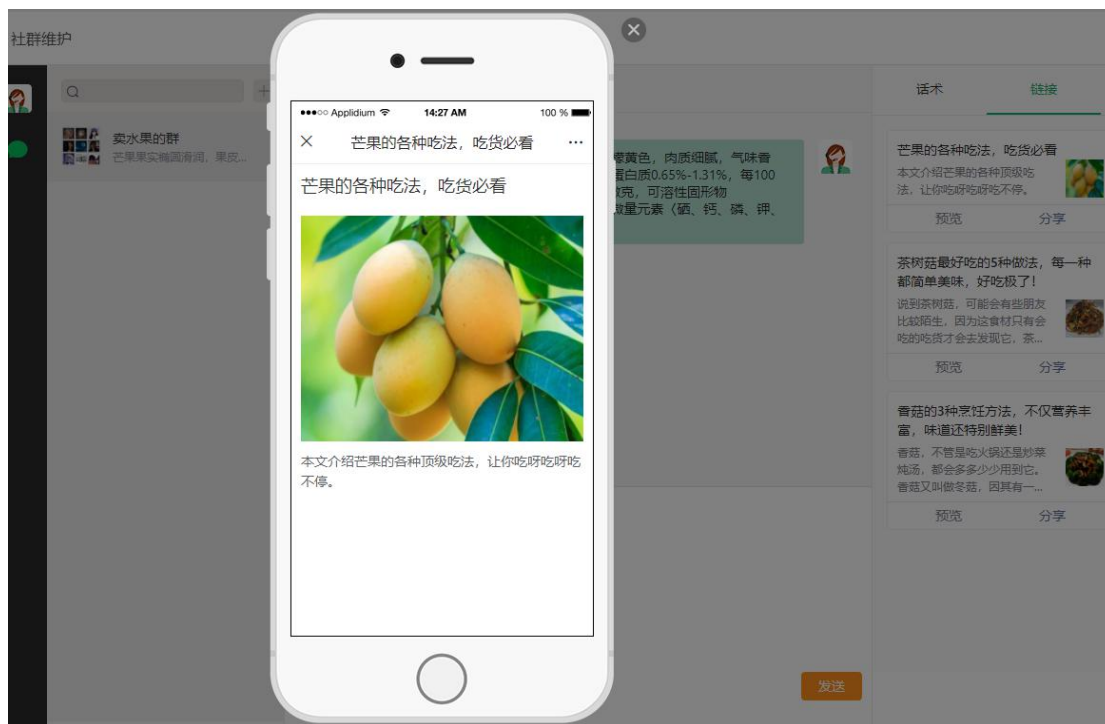 社群维护
卖水果的群
芒果果实椭圆滑润，果皮...
Applidium
14:27 AM
100 %
芒果的各种吃法，吃货必看
芒果的各种吃法，吃货必看
本文介绍芒果的各种顶级吃法，让你吃呀吃呀吃
不停。
黄色，肉质细腻，气味香
蛋白质0.65%-1.31%，每100
克，可溶性固形物
微量元素（硒、钙、磷、钾、
发送
话术
链接
芒果的各种吃法，吃货必看
本文介绍芒果的各种顶级吃
法，让你吃呀吃呀吃不停。
预览
分享
茶树菇最好吃的5种做法，每一种
都简单美味，好吃极了！
说到茶树菇，可能会有些朋友
比较陌生，因为这食材只有会
吃的吃货才会去发现它，茶...
预览
分享
香菇的3种烹饪方法，不仅营养丰
富，味道还特别鲜美！
香菇，不管是吃火锅还是炒菜
炖汤，都会多多少少用到它。
香菇又叫做冬菇，因其有一...
预览
分享